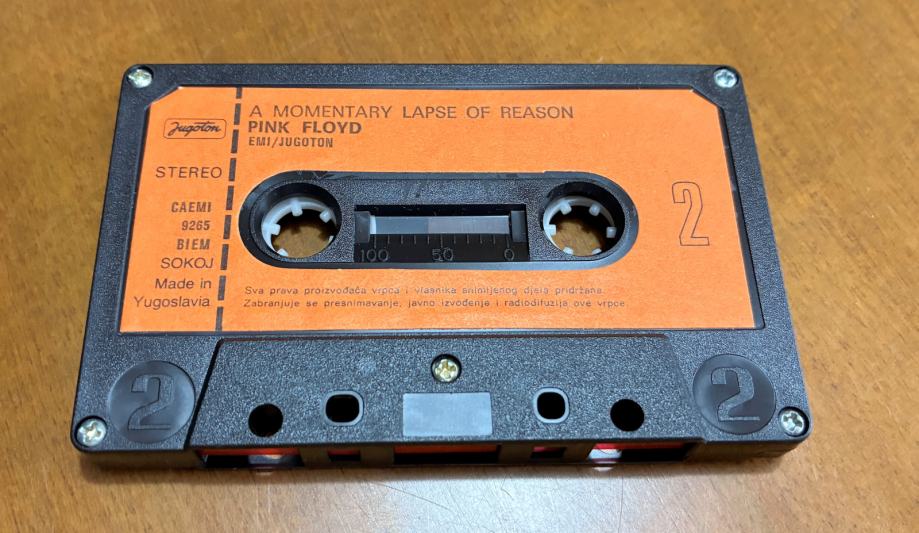 A MOMENTARY LAPSE OF REASON
PINK FLOYD
EMI/JUGOTON
Jugoton
STEREO
CAEMI
9265
BIEM
SOKOJ
Made in
Yugoslavia
2
100 50 0
Sva prava proizvođača vrpca i vlasnika snimljenog djela pridržana.
Zabranjuje se presnimavanje, javno izvođenje i radiodifuzija ove vrpce.
2
2